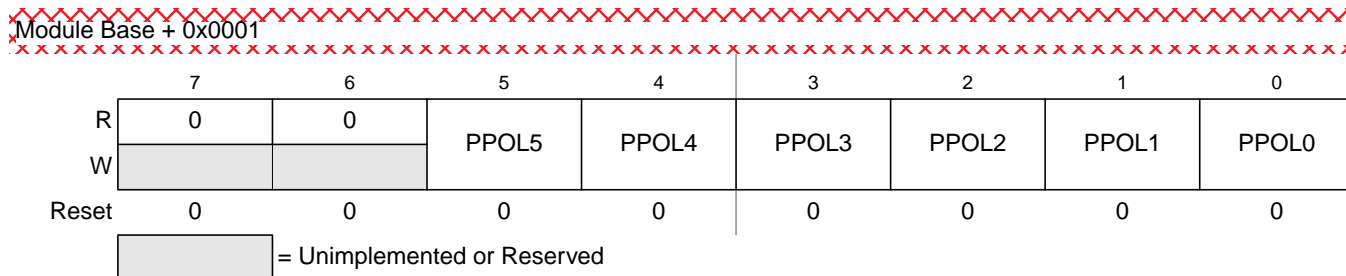 Module Base + 0x0001
7 6 5 4 3 2 1 0
R 0 0 PPOL5 PPOL4 PPOL3 PPOL2 PPOL1 PPOL0
W
Reset 0 0 0 0 0 0 0 0
= Unimplemented or Reserved